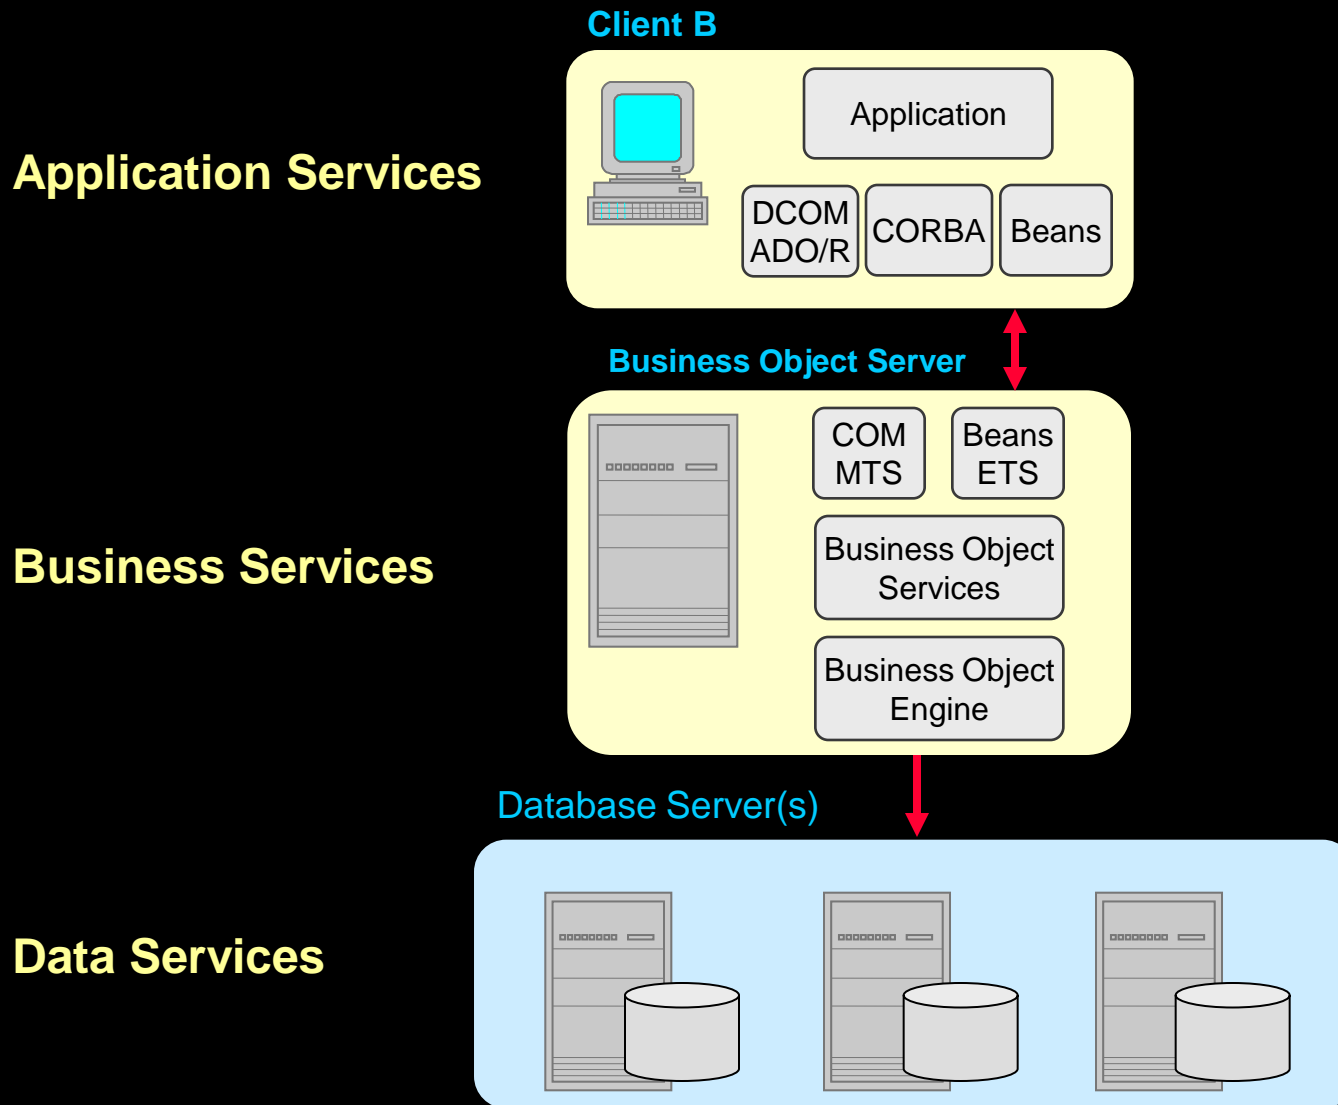 Client B
Application Services
Application
DCOM
ADO/R
CORBA
Beans
Business Object Server
COM
MTS
Beans
ETS
Business Services
Business Object
Services
Business Object
Engine
Database Server(s)
Data Services